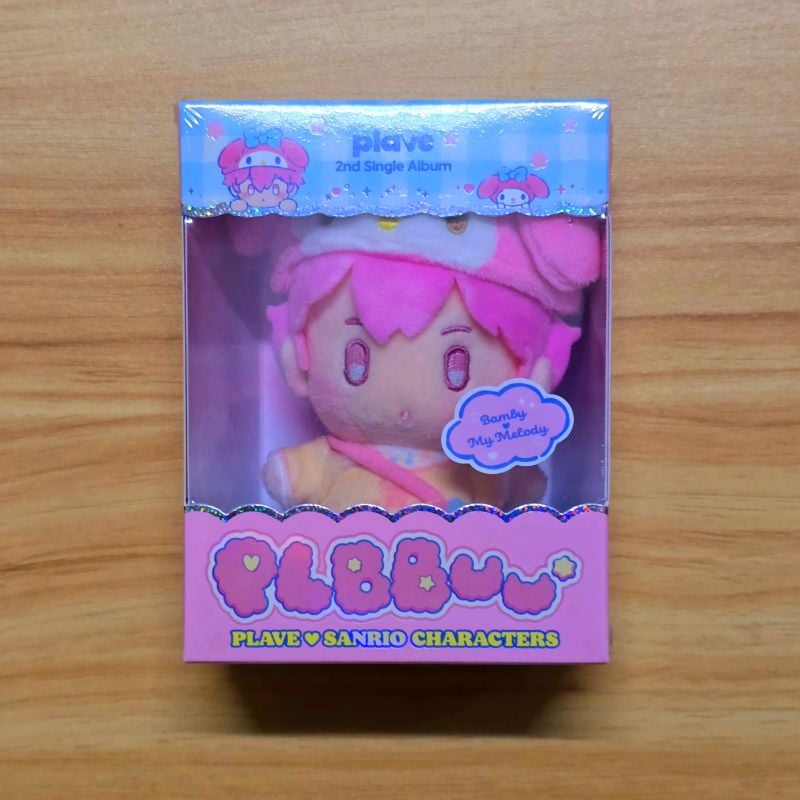 plave
2nd Single Album
Bamby
My Melody
PLBBUU
PLAVE ♥ SANRIO CHARACTERS